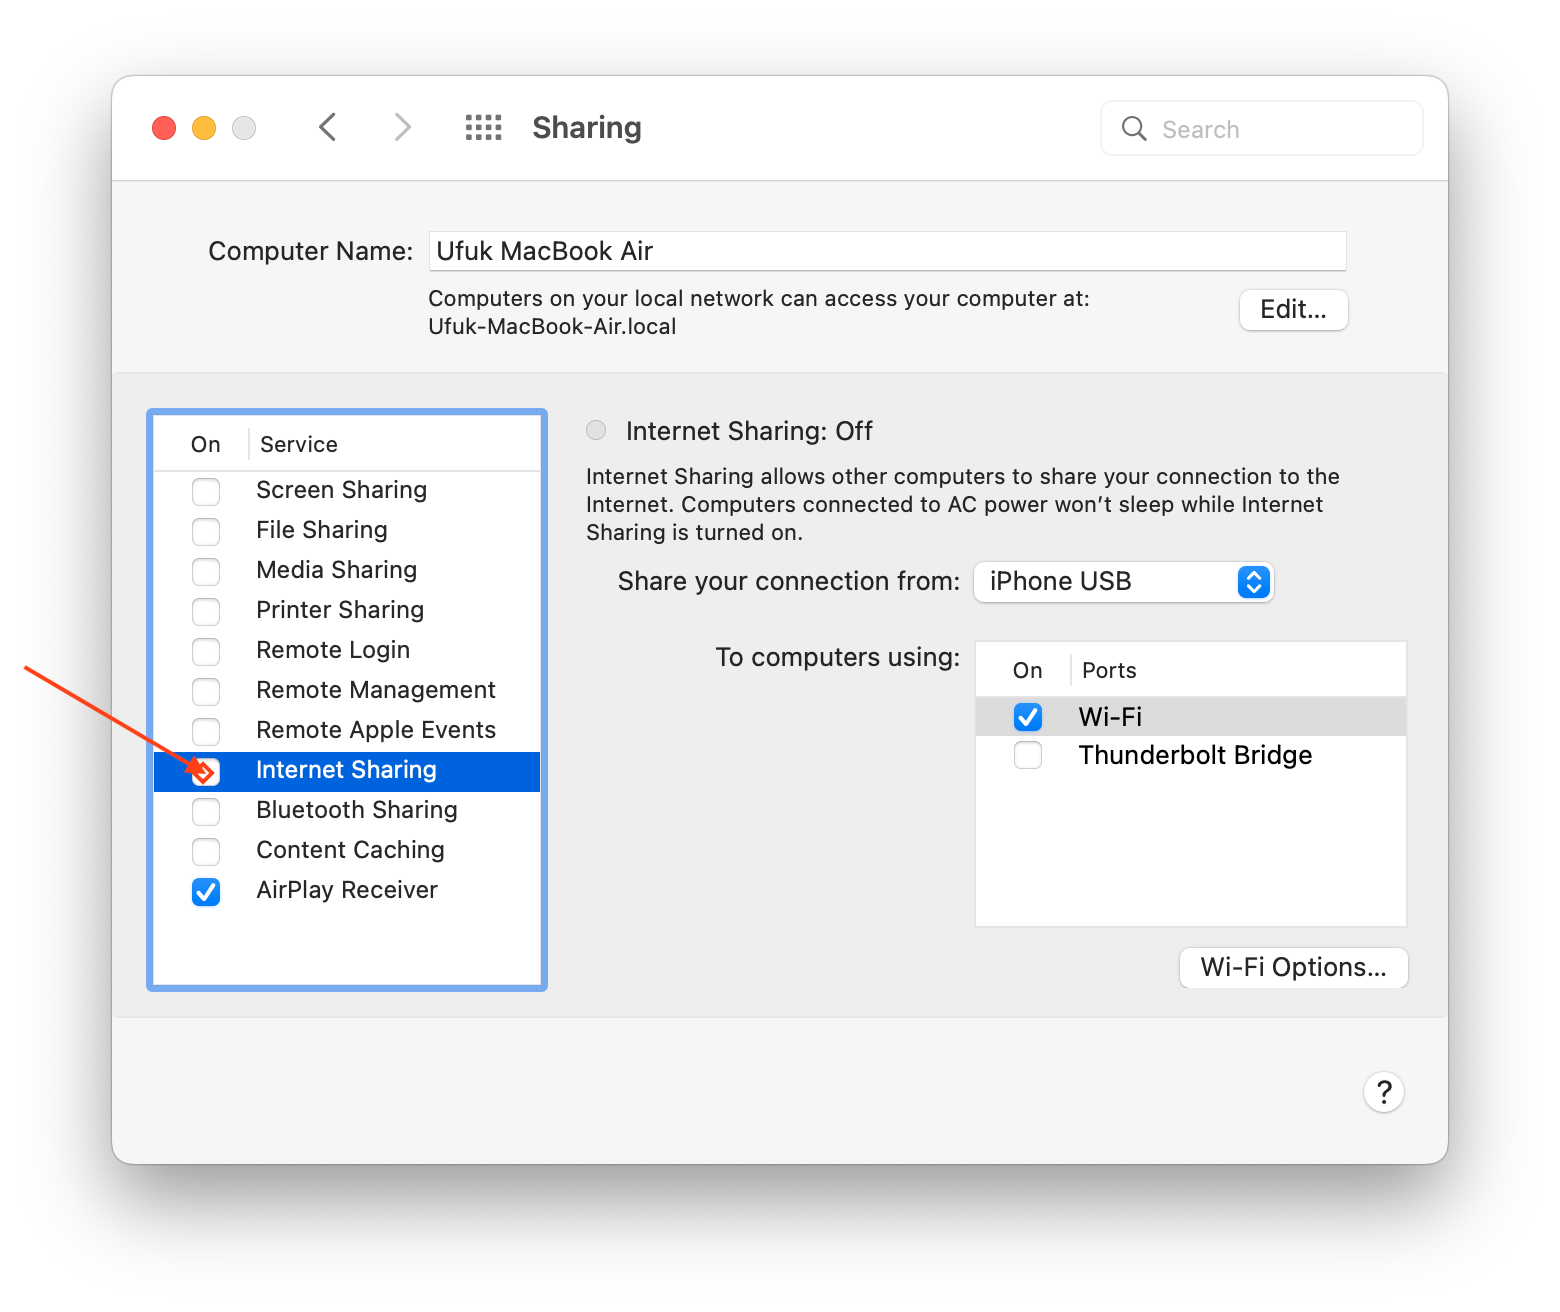 Sharing
Search
Computer Name:
Ufuk MacBook Air
Computers on your local network can access your computer at:
Ufuk-MacBook-Air.local
Edit...
On
Service
Screen Sharing
File Sharing
Media Sharing
Printer Sharing
Remote Login
Remote Management
Remote Apple Events
Internet Sharing
Bluetooth Sharing
Content Caching
AirPlay Receiver
Internet Sharing: Off
Internet Sharing allows other computers to share your connection to the
Internet. Computers connected to AC power won’t sleep while Internet
Sharing is turned on.
Share your connection from:
iPhone USB
To computers using:
On
Ports
Wi-Fi
Thunderbolt Bridge
Wi-Fi Options...
?